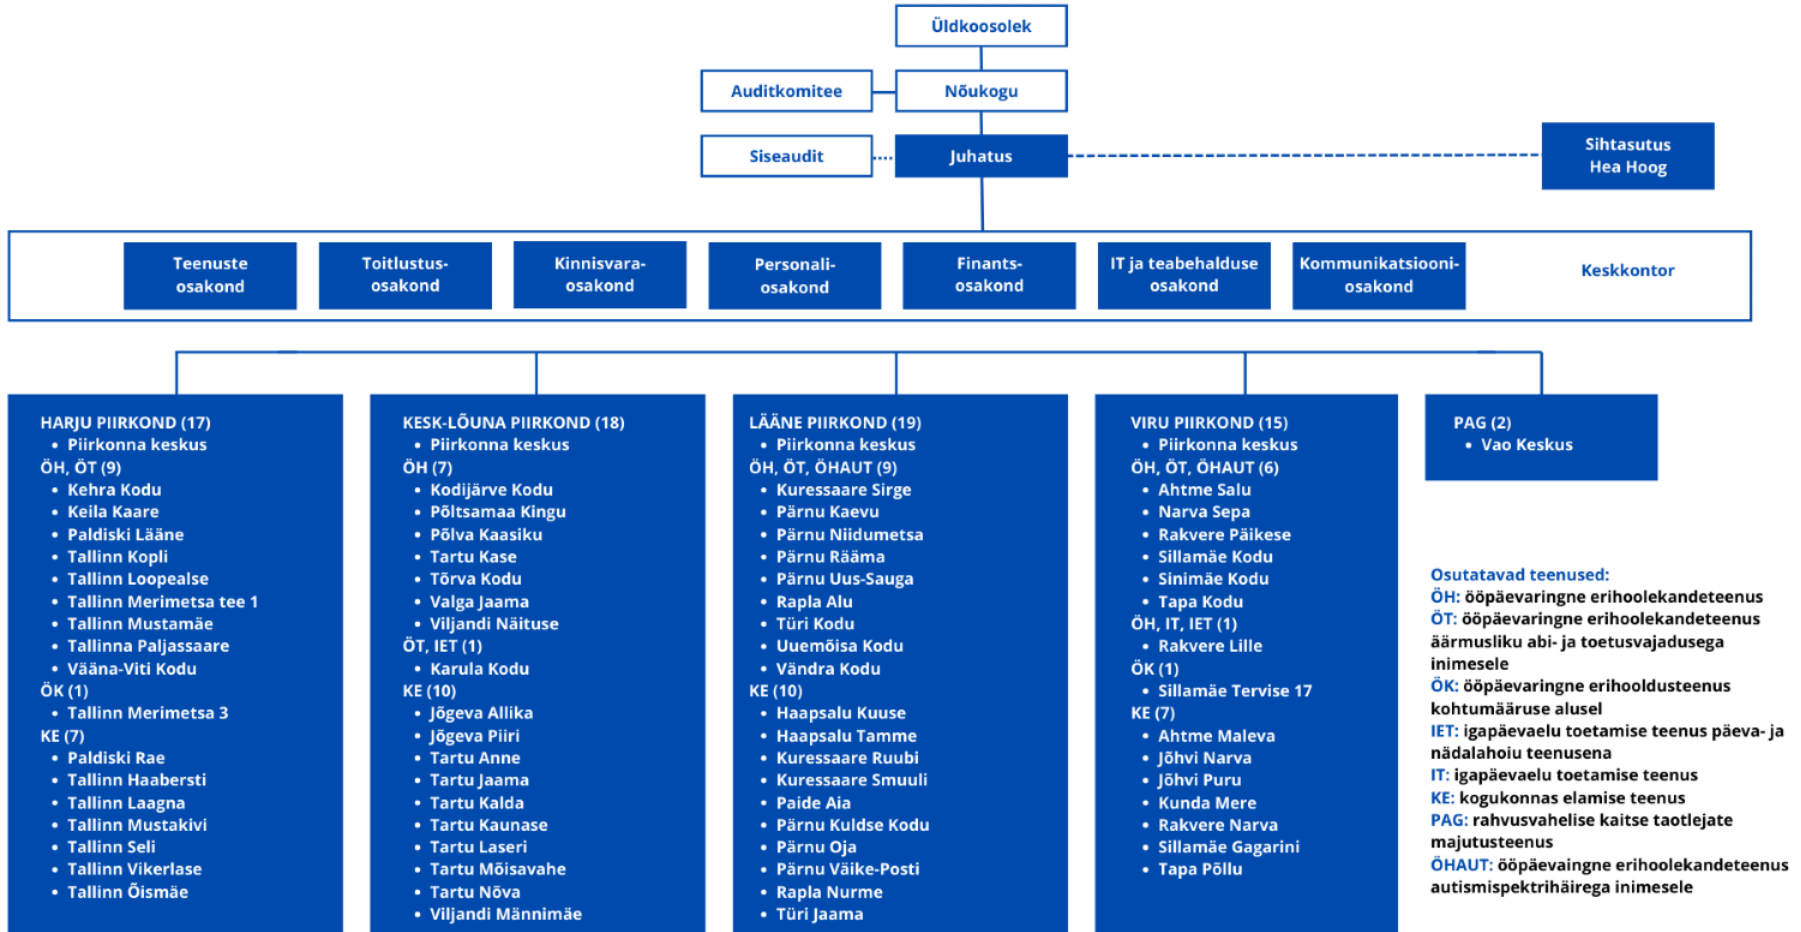 Üldkoosolek
Auditkomitee
Nõukogu
Siseaudit
Juhatus
Sihtasutus
Hea Hoog
Teenuste
osakond
Toitlustus-
osakond
Kinnisvara-
osakond
Personali-
osakond
Finants-
osakond
IT ja teabehalduse
osakond
Kommunikatsiooni-
osakond
Keskkontor
HARJU PIIRKOND (17)
• Piirkonna keskus
ÖH, ÖT (9)
• Kehra Kodu
• Keila Kaare
• Paldiski Lääne
• Tallinn Kopli
• Tallinn Loopealse
• Tallinn Merimetsa tee 1
• Tallinn Mustamäe
• Tallinna Paljassaare
• Vääna-Viti Kodu
ÖK (1)
• Tallinn Merimetsa 3
KE (7)
• Paldiski Rae
• Tallinn Haabersti
• Tallinn Laagna
• Tallinn Mustakivi
• Tallinn Seli
• Tallinn Vikerlase
• Tallinn Õismäe
KESK-LÕUNA PIIRKOND (18)
• Piirkonna keskus
ÖH (7)
• Kodijärve Kodu
• Põltsamaa Kingu
• Põlva Kaasiku
• Tartu Kase
• Tõrva Kodu
• Valga Jaama
• Viljandi Näituse
ÖT, IET (1)
• Karula Kodu
KE (10)
• Jõgeva Allika
• Jõgeva Piiri
• Tartu Anne
• Tartu Jaama
• Tartu Kalda
• Tartu Kaunase
• Tartu Laseri
• Tartu Mõisavahe
• Tartu Nõva
• Viljandi Männimäe
LÄÄNE PIIRKOND (19)
• Piirkonna keskus
ÖH, ÖT, ÖHAUT (9)
• Kuressaare Sirge
• Pärnu Kaevu
• Pärnu Niidumetsa
• Pärnu Rääma
• Pärnu Uus-Sauga
• Rapla Alu
• Türi Kodu
• Uuemõisa Kodu
• Vändra Kodu
KE (10)
• Haapsalu Kuuse
• Haapsalu Tamme
• Kuressaare Ruubi
• Kuressaare Smuuli
• Paide Aia
• Pärnu Kuldse Kodu
• Pärnu Oja
• Pärnu Väike-Posti
• Rapla Nurme
• Türi Jaama
VIRU PIIRKOND (15)
• Piirkonna keskus
ÖH, ÖT, ÖHAUT (6)
• Ahtme Salu
• Narva Sepa
• Rakvere Päikese
• Sillamäe Kodu
• Sinimäe Kodu
• Tapa Kodu
ÖH, IT, IET (1)
• Rakvere Lille
ÖK (1)
• Sillamäe Tervise 17
KE (7)
• Ahtme Maleva
• Jõhvi Narva
• Jõhvi Puru
• Kunda Mere
• Rakvere Narva
• Sillamäe Gagarini
• Tapa Põllu
PAG (2)
• Vao Keskus
Osutatavad teenused:
ÖH: ööpäevaringne erihoolekandeteenus
ÖT: ööpäevaringne erihoolekandeteenus
äärmusliku abi- ja toetusvajadusega
inimesele
ÖK: ööpäevaringne erihooldusteenus
kohtumääruse alusel
IET: igapäevaelu toetamise teenus päeva- ja
nädalahoiu teenusena
IT: igapäevaelu toetamise teenus
KE: kogukonnas elamise teenus
PAG: rahvusvahelise kaitse taotlejate
majutusteenus
ÖHAUT: ööpäevaingne erihoolekandeteenus
autismispektrihäirega inimesele